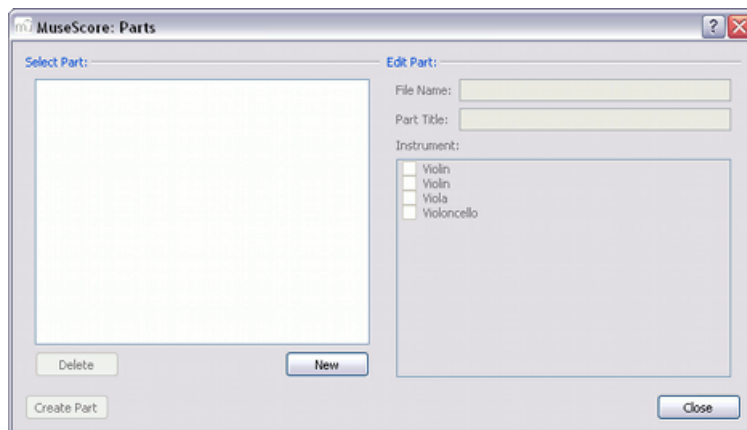 MuseScore: Parts
Select Part:
Delete
New
Create Part
Edit Part:
File Name:
Part Title:
Instrument:
Violin
Violin
Viola
Violoncello
Close